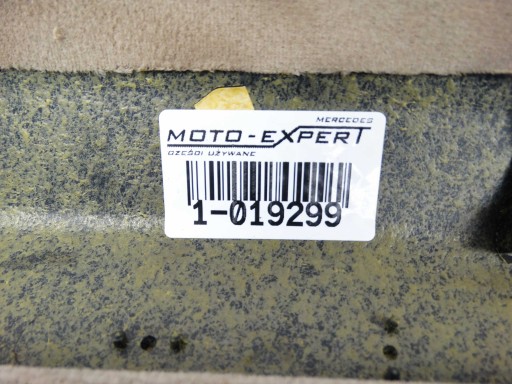 MERCEDES
MOTO-EXPERT
CZĘŚCI UŻYWANE
1-019299